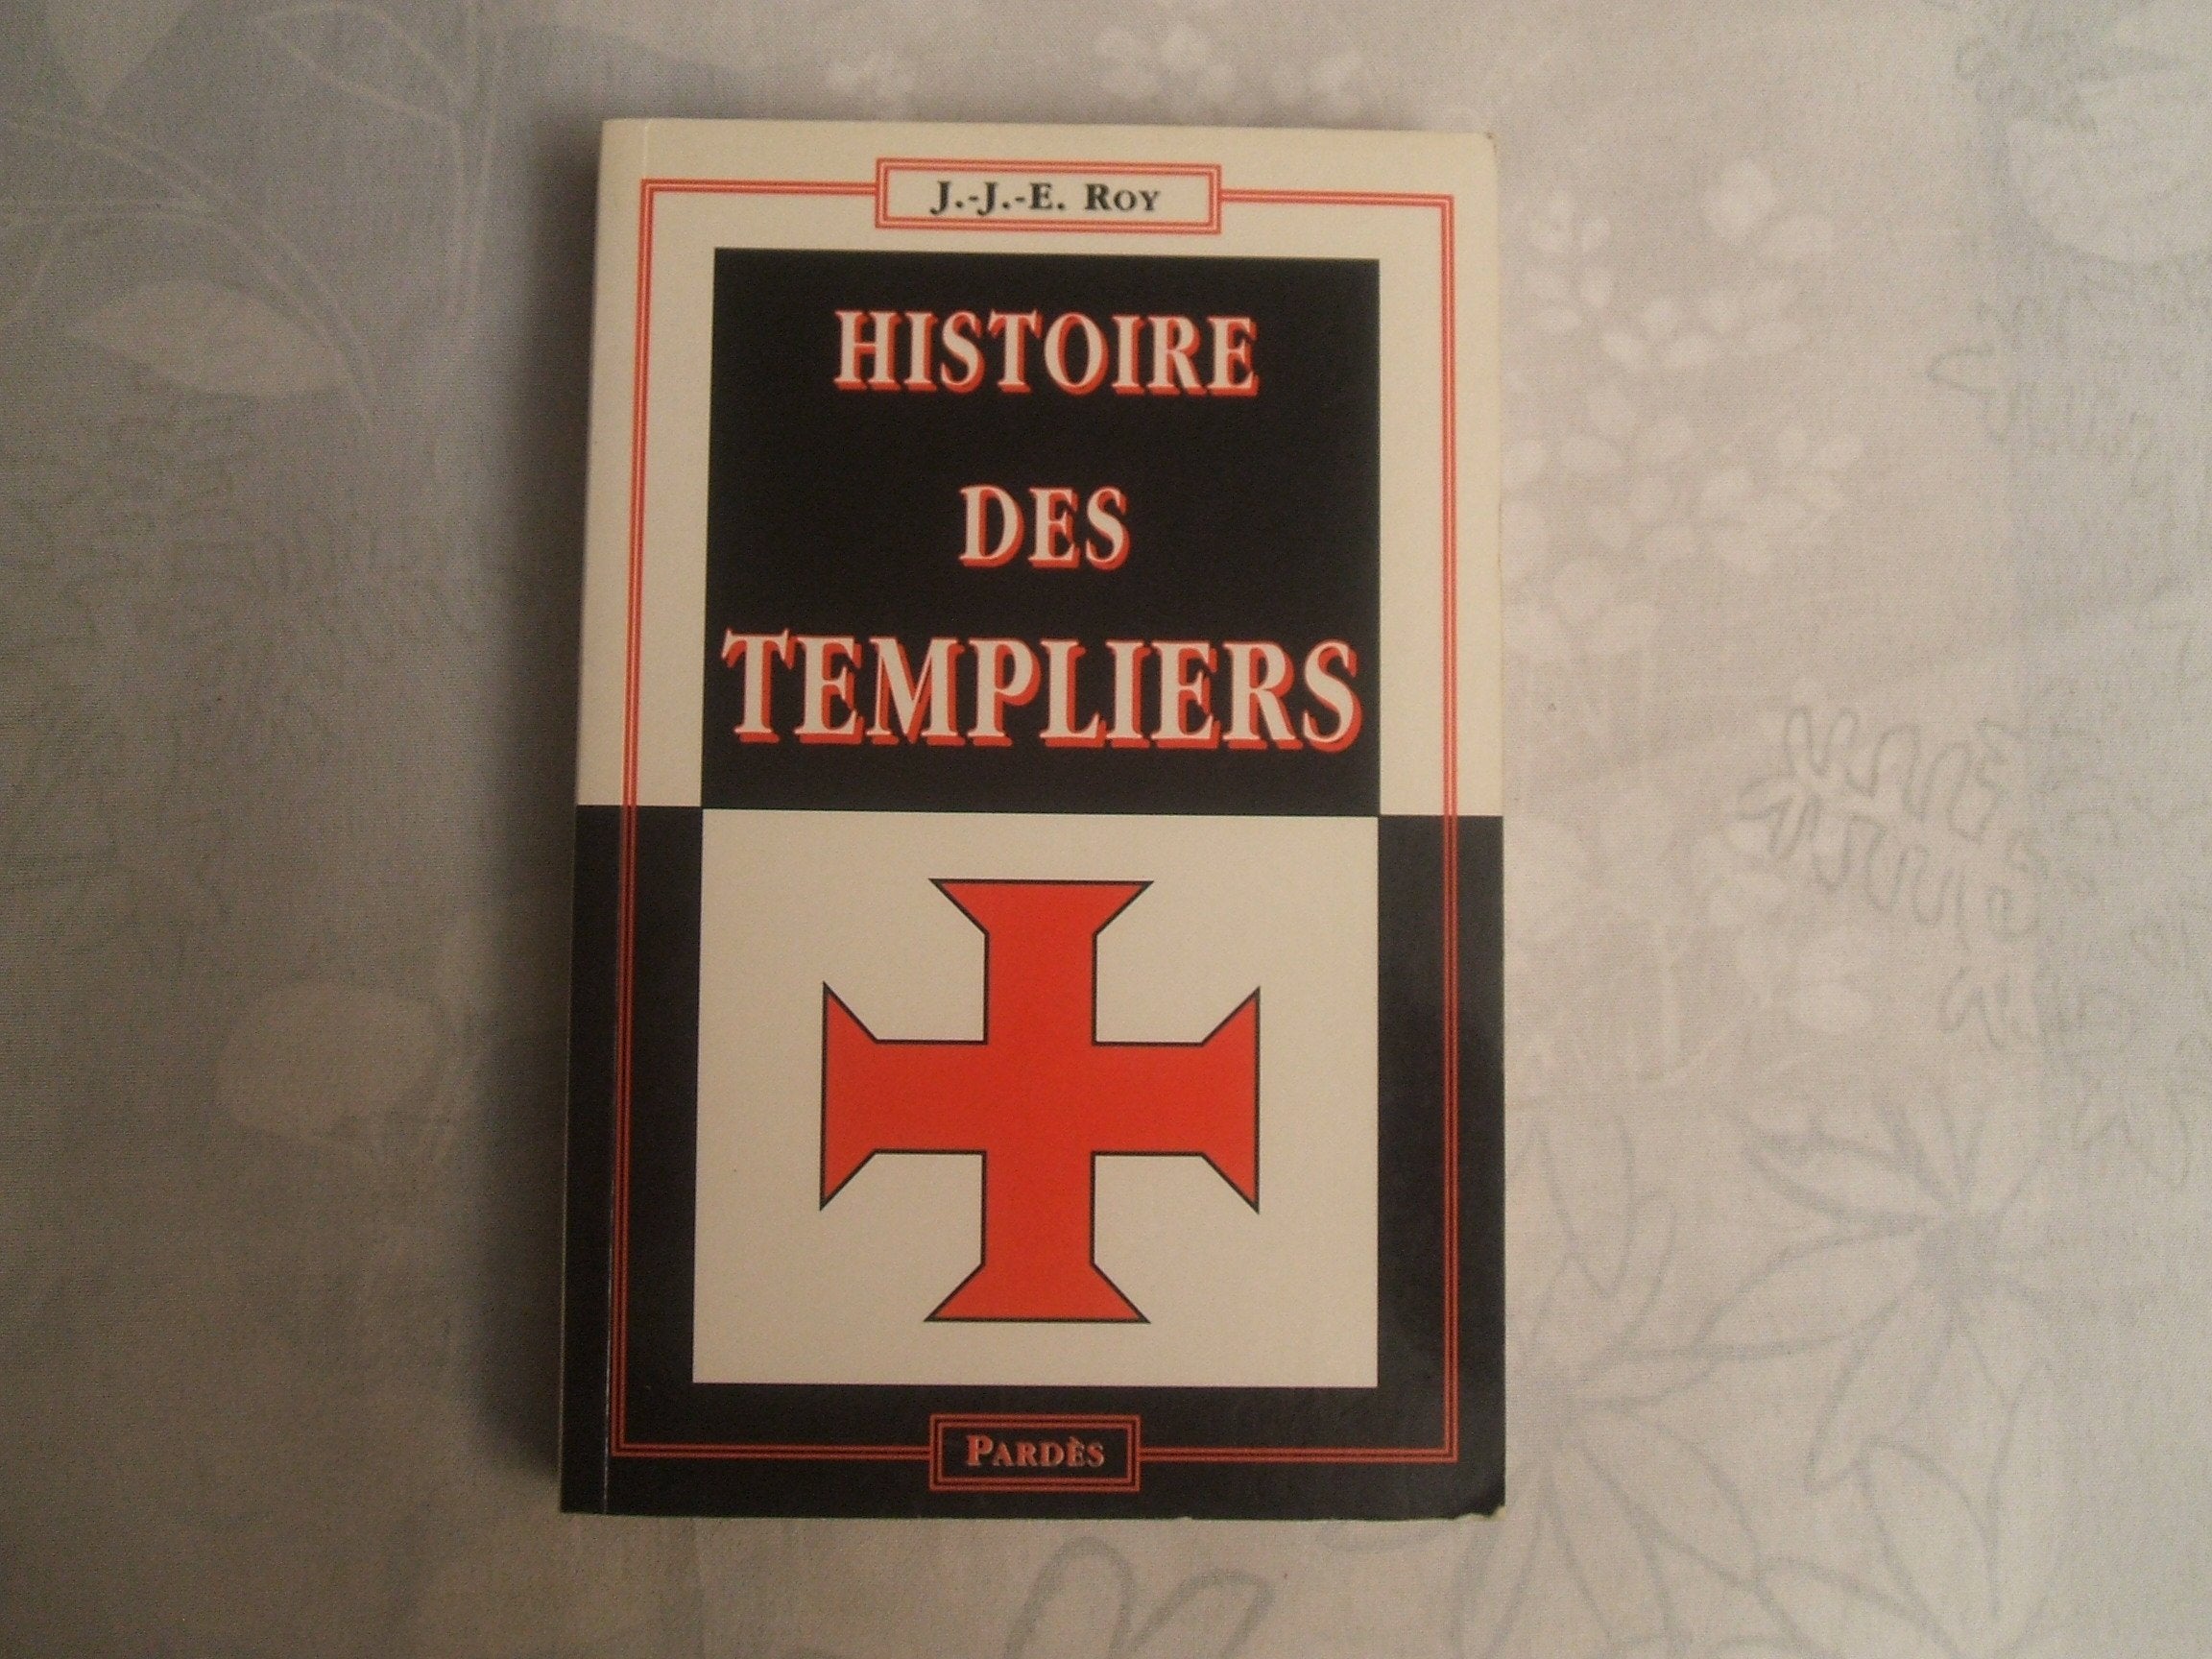 J.-J.-E. ROY
HISTOIRE
DES
TEMPLIERS
PARDÈS